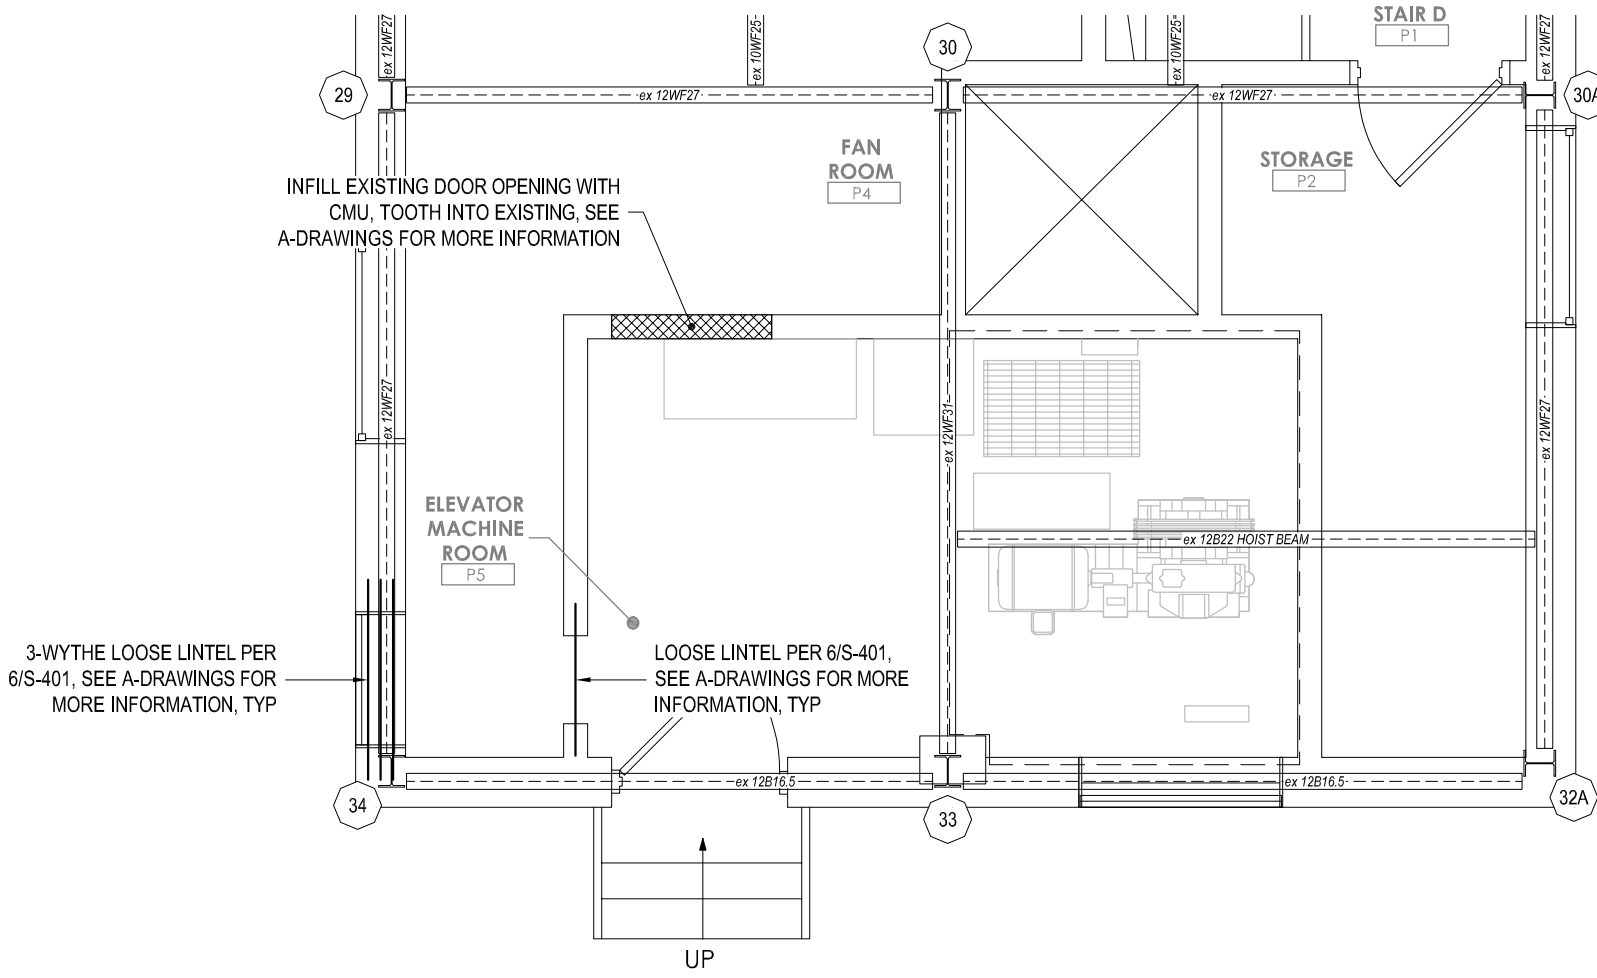 STAIR D
P1
ex 12WF27
ex 10WF25
ex 10WF25
ex 12WF27
30
29
30A
ex 12WF27
ex 12WF27
FAN
ROOM
P4
STORAGE
P2
INFILL EXISTING DOOR OPENING WITH
CMU, TOOTH INTO EXISTING, SEE
A-DRAWINGS FOR MORE INFORMATION
ex 12WF27
ex 12WF31
ex 12WF27
ELEVATOR
MACHINE
ROOM
P5
ex 12B22 HOIST BEAM
3-WYTHE LOOSE LINTEL PER
6/S-401, SEE A-DRAWINGS FOR
MORE INFORMATION, TYP
LOOSE LINTEL PER 6/S-401,
SEE A-DRAWINGS FOR MORE
INFORMATION, TYP
ex 12B16.5
ex 12B16.5
34
33
32A
UP